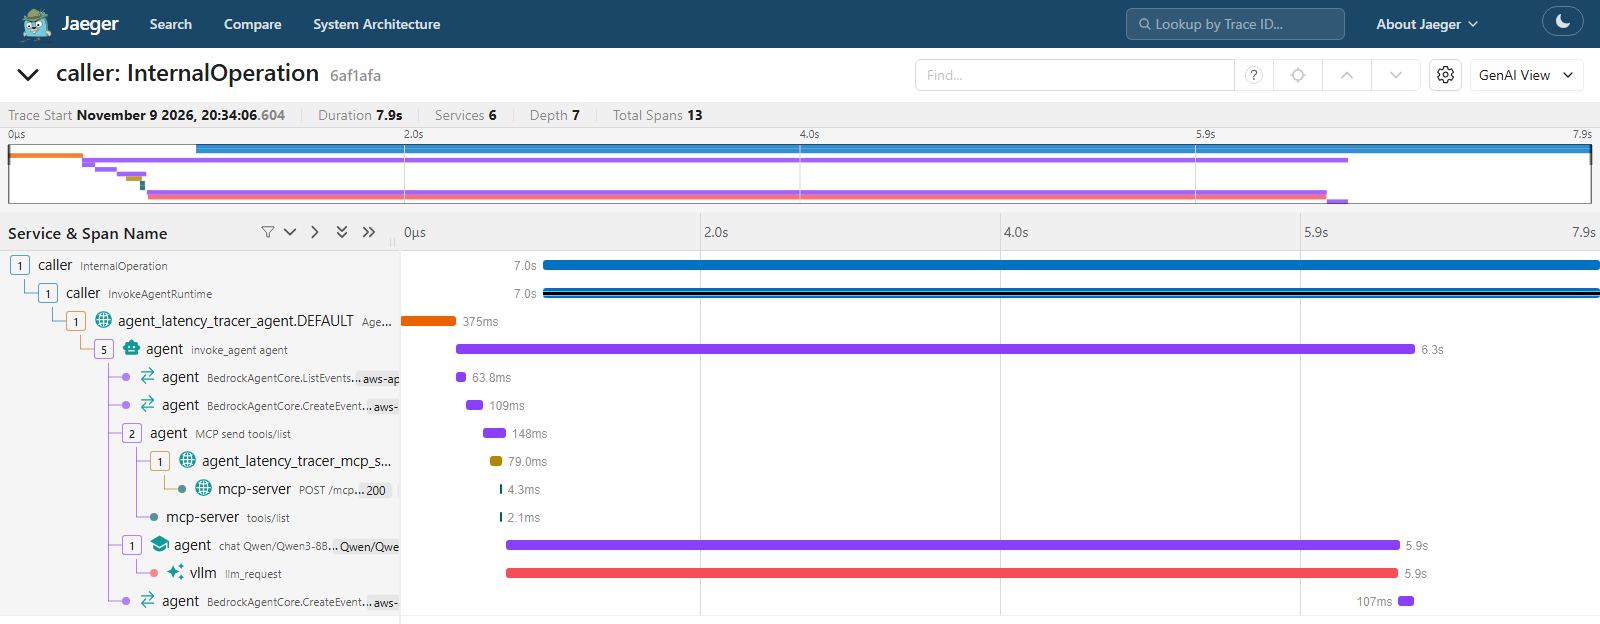 Jaeger Search Compare System Architecture Lookup by Trace ID... About Jaeger
caller: InternalOperation 6af1afa Find... ? GenAI View
Trace Start November 9 2026, 20:34:06.604 Duration 7.9s Services 6 Depth 7 Total Spans 13
0μs 2.0s 4.0s 5.9s 7.9s
Service & Span Name 0μs 2.0s 4.0s 5.9s 7.9s
1 caller InternalOperation 7.0s
1 caller InvokeAgentRuntime 7.0s
1 agent_latency_tracer_agent.DEFAULT Age... 375ms
5 agent invoke_agent agent 6.3s
agent BedrockAgentCore.ListEvents... aws-ap 63.8ms
agent BedrockAgentCore.CreateEvent... aws- 109ms
2 agent MCP send tools/list 148ms
1 agent_latency_tracer_mcp_s... 79.0ms
mcp-server POST /mcp... 200 4.3ms
mcp-server tools/list 2.1ms
1 agent chat Qwen/Qwen3-8B... Qwen/Qwe 5.9s
vllm llm_request 5.9s
agent BedrockAgentCore.CreateEvent... aws- 107ms